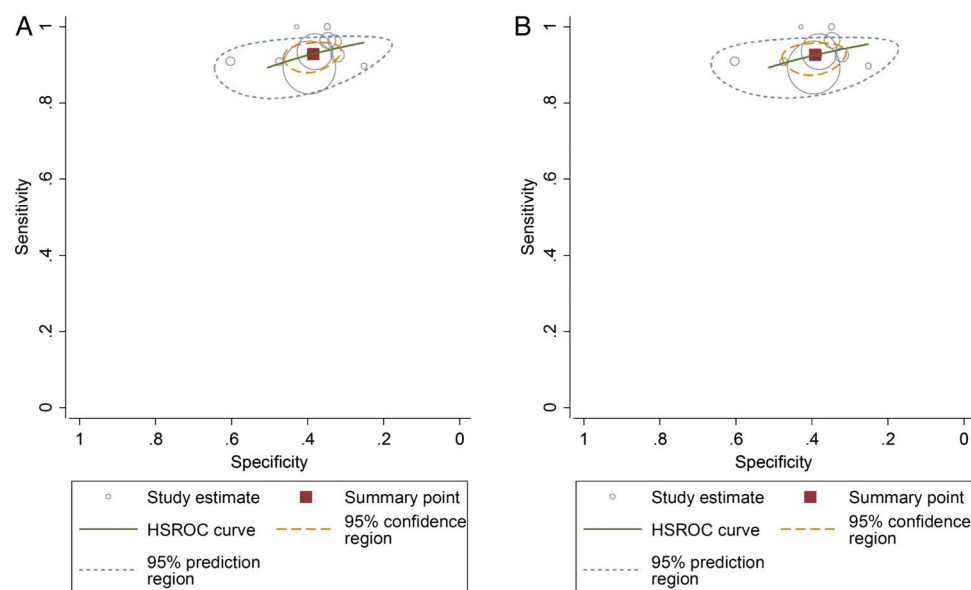 A
Sensitivity
1
.8
.6
.4
.2
0
1 .8 .6 .4 .2 0
Specificity
Study estimate Summary point
HSROC curve 95% confidence
region
95% prediction
region
B
Sensitivity
1
.8
.6
.4
.2
0
1 .8 .6 .4 .2 0
Specificity
Study estimate Summary point
HSROC curve 95% confidence
region
95% prediction
region